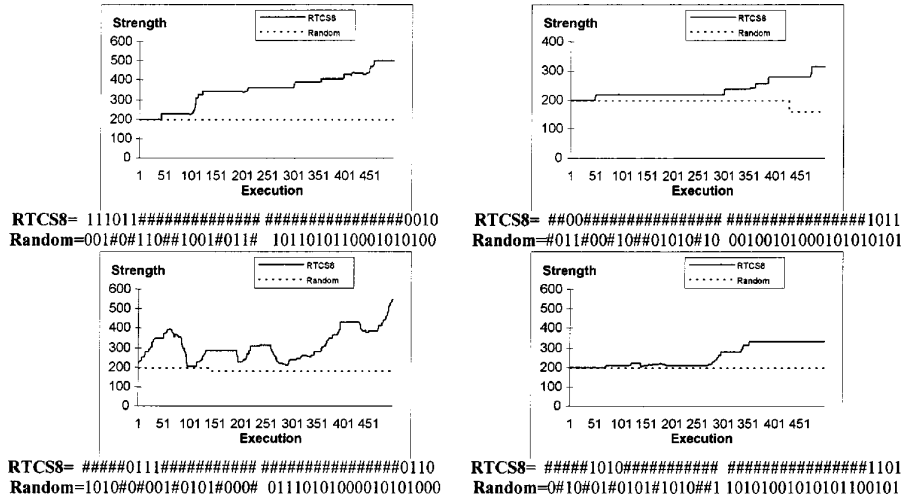 Strength
RTCS8
Random
600
500
400
300
200
100
0
1 51 101 151 201 251 301 351 401 451
Execution
RTCS8= 111011############## ################0010
Random=001#0#110##1001#011# 1011010110001010100
Strength
RTCS8
Random
400
300
200
100
0
1 51 101 151 201 251 301 351 401 451
Execution
RTCS8= ##00################ ################1011
Random=#011#00#10##01010#10 00100101000101010101
Strength
RTCS8
Random
600
500
400
300
200
100
0
1 51 101 151 201 251 301 351 401 451
Execution
RTCS8= #####0111########### ################0110
Random=1010#0#001#0101#000# 01110101000010101000
Strength
RTCS8
Random
600
500
400
300
200
100
0
1 51 101 151 201 251 301 351 401 451
Execution
RTCS8= #####1010########### ################1101
Random=0#10#01#0101#1010##1 10101001010101100101